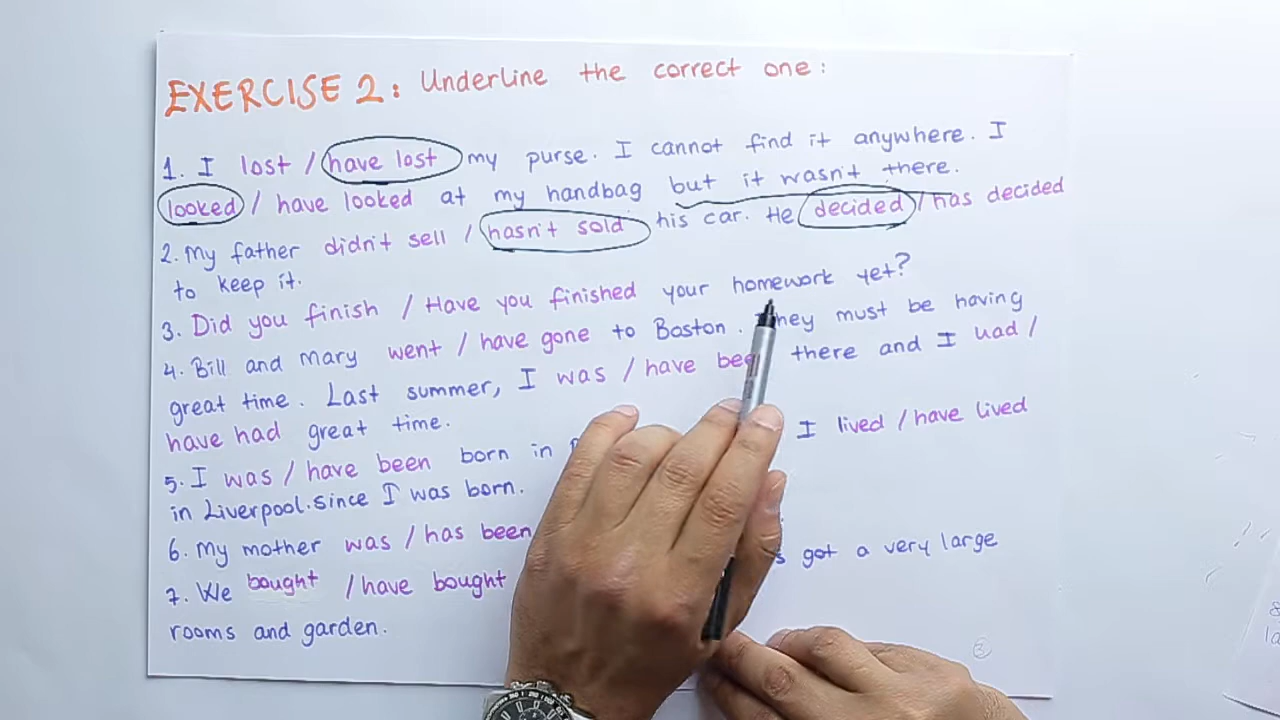 EXERCISE 2: Underline the correct one:
1. I lost / have lost my purse. I cannot find it anywhere. I
looked / have looked at my handbag but it wasn't there.
2. My father didn't sell / hasn't sold his car. He decided / has decided
to keep it.
3. Did you finish / Have you finished your homework yet?
4. Bill and Mary went / have gone to Boston. They must be having
great time. Last summer, I was / have been there and I uad /
have had great time.
5. I was / have been born in I lived / have lived
in Liverpool. since I was born.
6. My mother was / has been
7. We bought / have bought got a very large
rooms and garden.
3